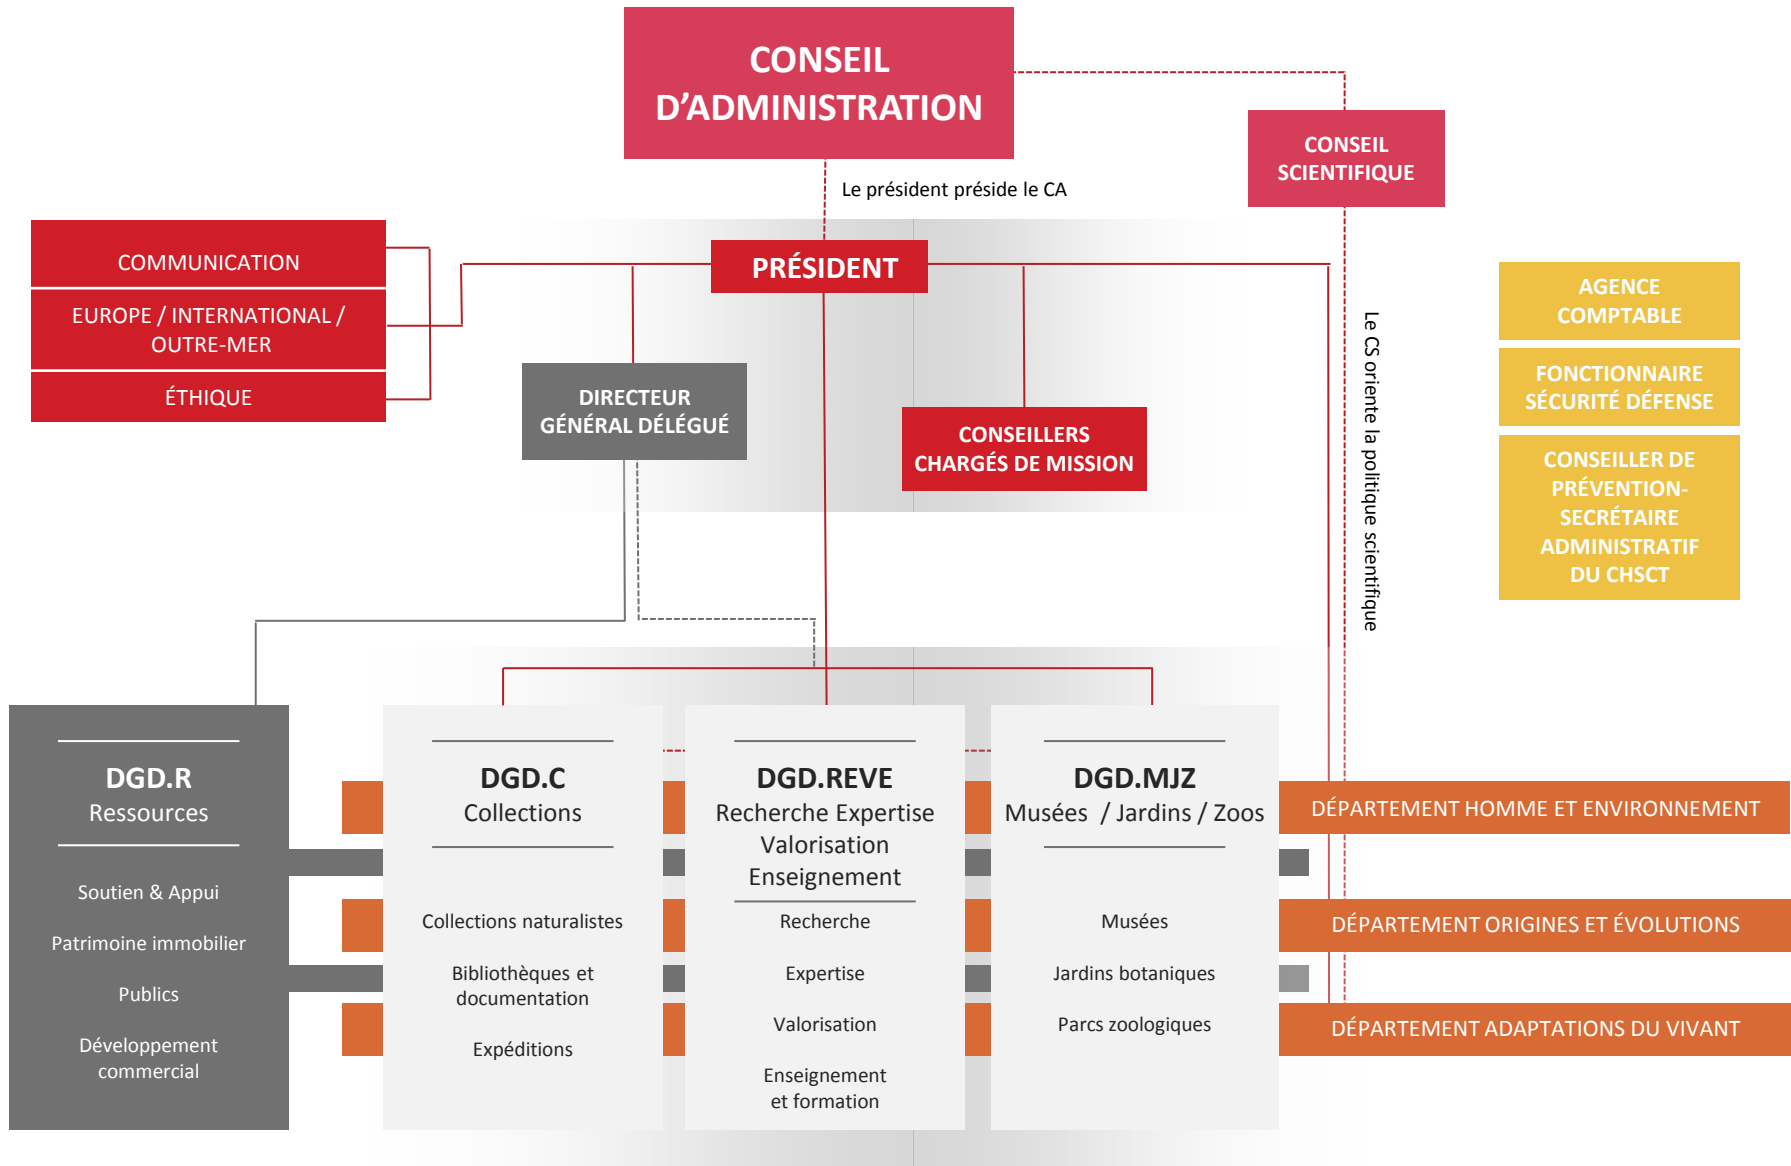 CONSEIL
D’ADMINISTRATION
CONSEIL
SCIENTIFIQUE
Le président préside le CA
COMMUNICATION
EUROPE / INTERNATIONAL /
OUTRE-MER
ÉTHIQUE
PRÉSIDENT
DIRECTEUR
GÉNÉRAL DÉLÉGUÉ
CONSEILLERS
CHARGÉS DE MISSION
Le CS oriente la politique scientifique
AGENCE
COMPTABLE
FONCTIONNAIRE
SÉCURITÉ DÉFENSE
CONSEILLER DE
PRÉVENTION-
SECRÉTAIRE
ADMINISTRATIF
DU CHSCT
DGD.R
Ressources
Soutien & Appui
Patrimoine immobilier
Publics
Développement
commercial
DGD.C
Collections
Collections naturalistes
Bibliothèques et
documentation
Expéditions
DGD.REVE
Recherche Expertise
Valorisation
Enseignement
Recherche
Expertise
Valorisation
Enseignement
et formation
DGD.MJZ
Musées / Jardins / Zoos
Musées
Jardins botaniques
Parcs zoologiques
DÉPARTEMENT HOMME ET ENVIRONNEMENT
DÉPARTEMENT ORIGINES ET ÉVOLUTIONS
DÉPARTEMENT ADAPTATIONS DU VIVANT